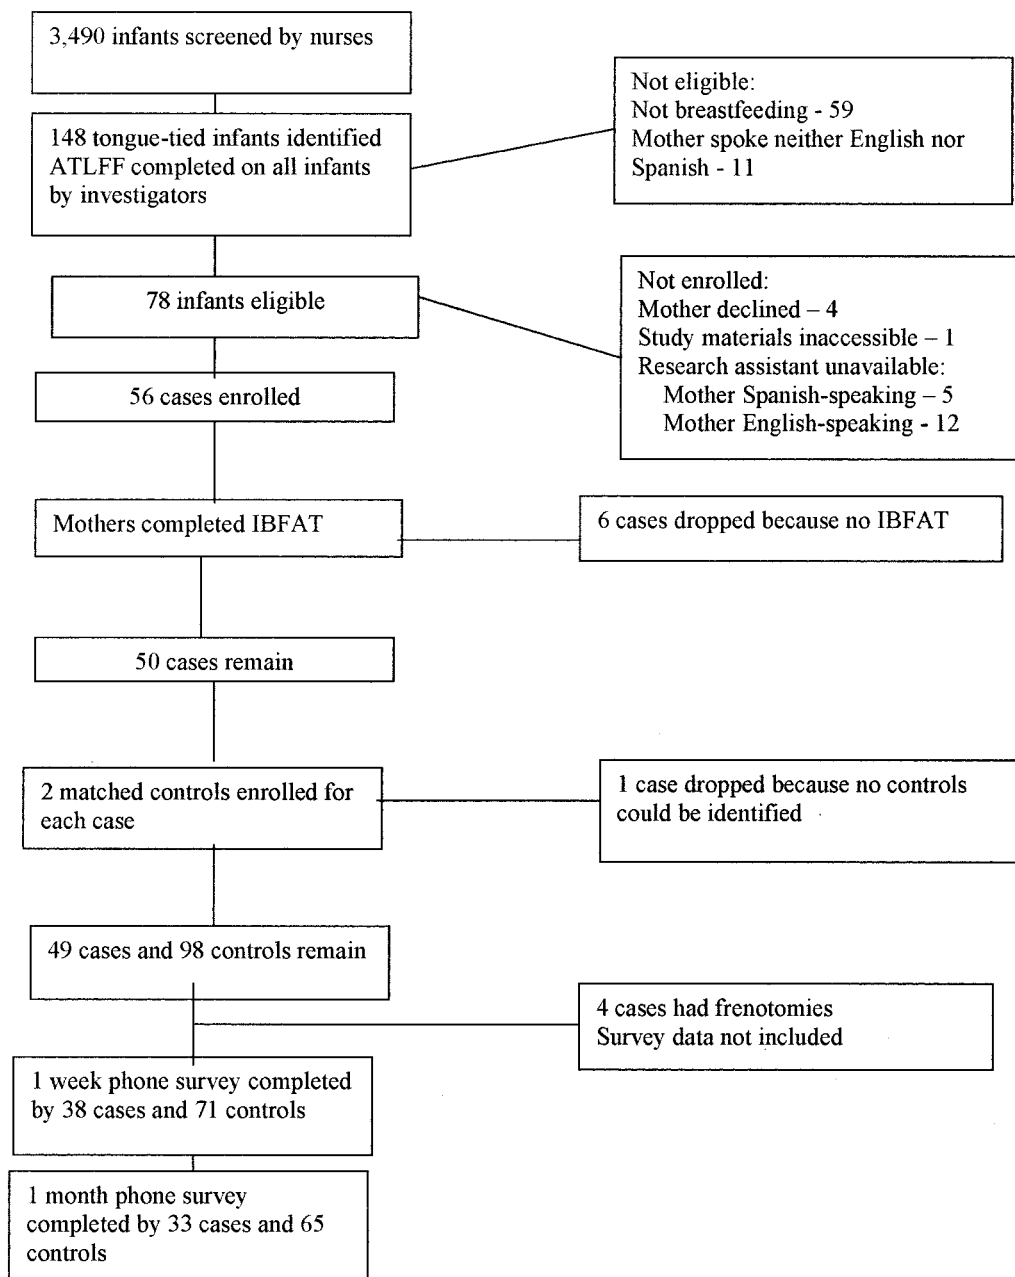 3,490 infants screened by nurses
Not eligible:
Not breastfeeding - 59
Mother spoke neither English nor
Spanish - 11
148 tongue-tied infants identified
ATLFF completed on all infants
by investigators
78 infants eligible
Not enrolled:
Mother declined – 4
Study materials inaccessible – 1
Research assistant unavailable:
Mother Spanish-speaking – 5
Mother English-speaking - 12
56 cases enrolled
Mothers completed IBFAT
6 cases dropped because no IBFAT
50 cases remain
2 matched controls enrolled for
each case
1 case dropped because no controls
could be identified
49 cases and 98 controls remain
4 cases had frenotomies
Survey data not included
1 week phone survey completed
by 38 cases and 71 controls
1 month phone survey
completed by 33 cases and 65
controls